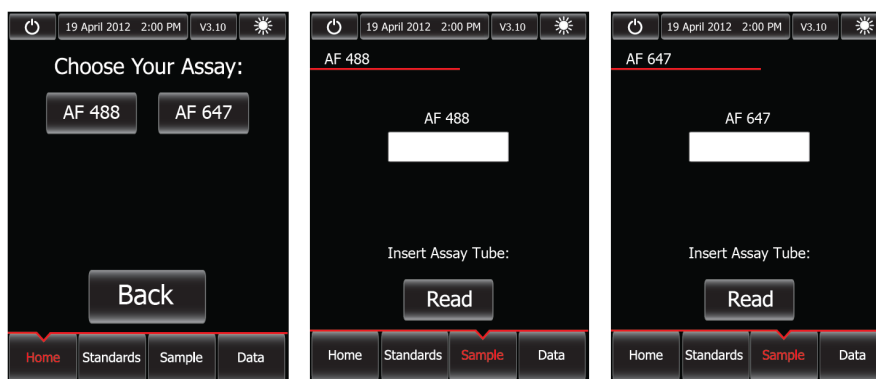 19 April 2012 2:00 PM V3.10
Choose Your Assay:
AF 488 AF 647
Back
Home Standards Sample Data
19 April 2012 2:00 PM V3.10
AF 488
AF 488
Insert Assay Tube:
Read
Home Standards Sample Data
19 April 2012 2:00 PM V3.10
AF 647
AF 647
Insert Assay Tube:
Read
Home Standards Sample Data